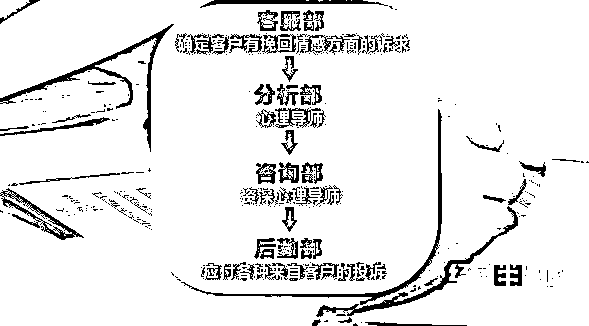 客服部
确定客户有挽回情感方面的诉求
分析部
心理导师
咨询部
资深心理导师
后勤部
应付各种来自客户的投诉